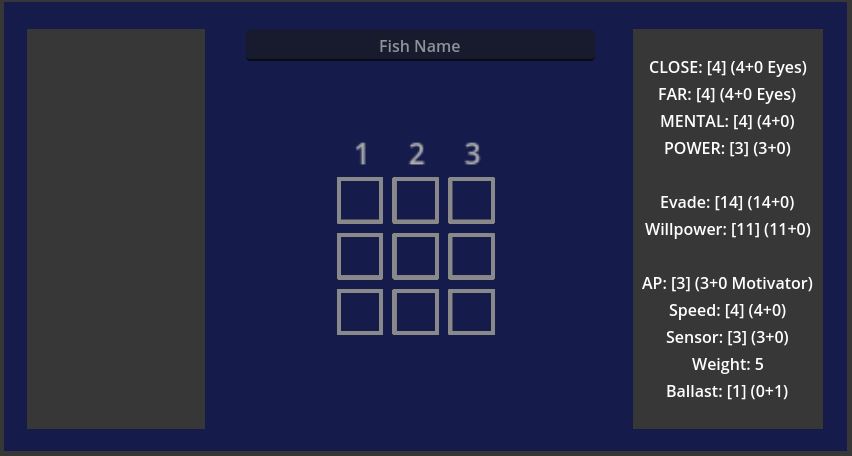 Fish Name
1 2 3
CLOSE: [4] (4+0 Eyes)
FAR: [4] (4+0 Eyes)
MENTAL: [4] (4+0)
POWER: [3] (3+0)
Evade: [14] (14+0)
Willpower: [11] (11+0)
AP: [3] (3+0 Motivator)
Speed: [4] (4+0)
Sensor: [3] (3+0)
Weight: 5
Ballast: [1] (0+1)